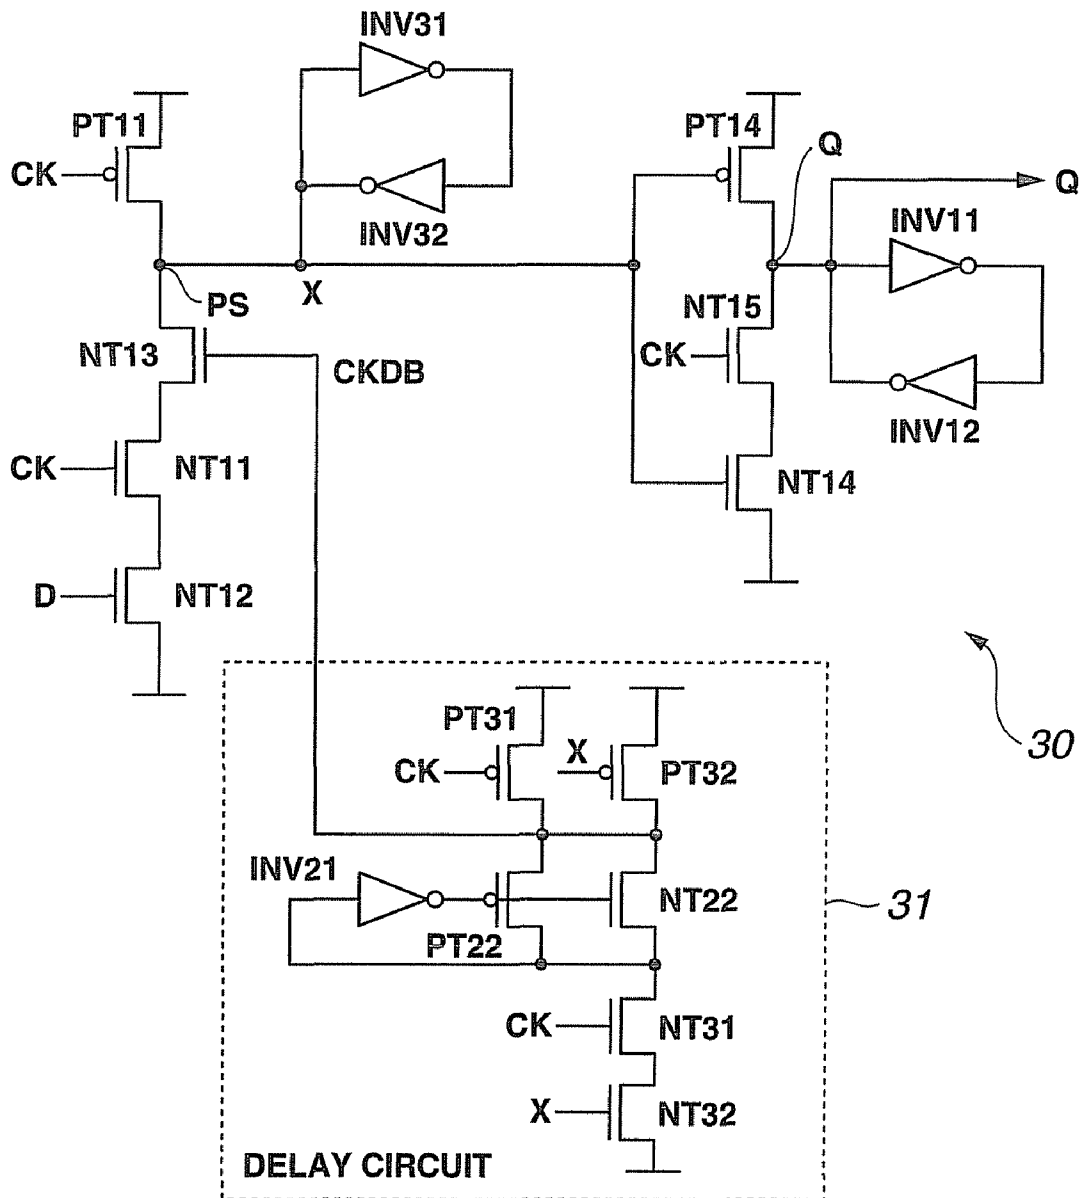 INV31
PT11
CK
INV32
PS
X
NT13
CKDB
CK
NT11
D
NT12
PT14
Q
Q
INV11
NT15
CK
INV12
NT14
30
PT31
CK
X
PT32
INV21
PT22
NT22
31
CK
NT31
X
NT32
DELAY CIRCUIT